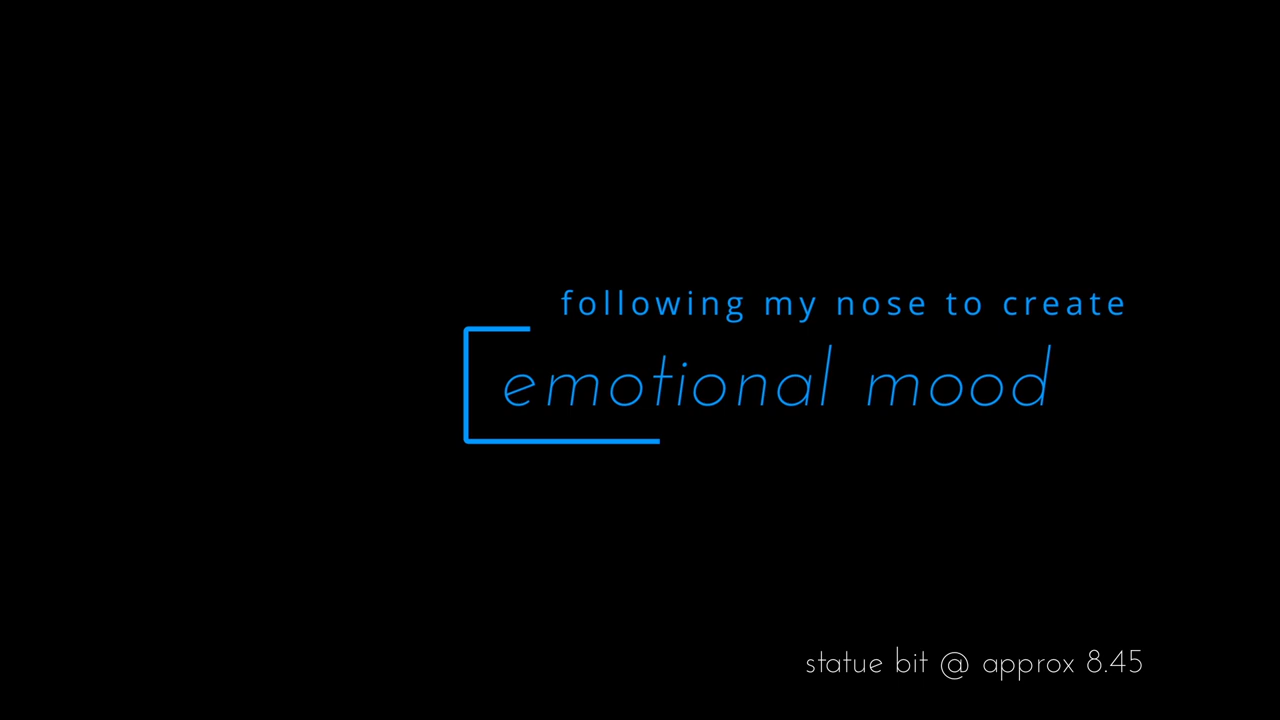 following my nose to create
emotional mood
statue bit @ approx 8.45